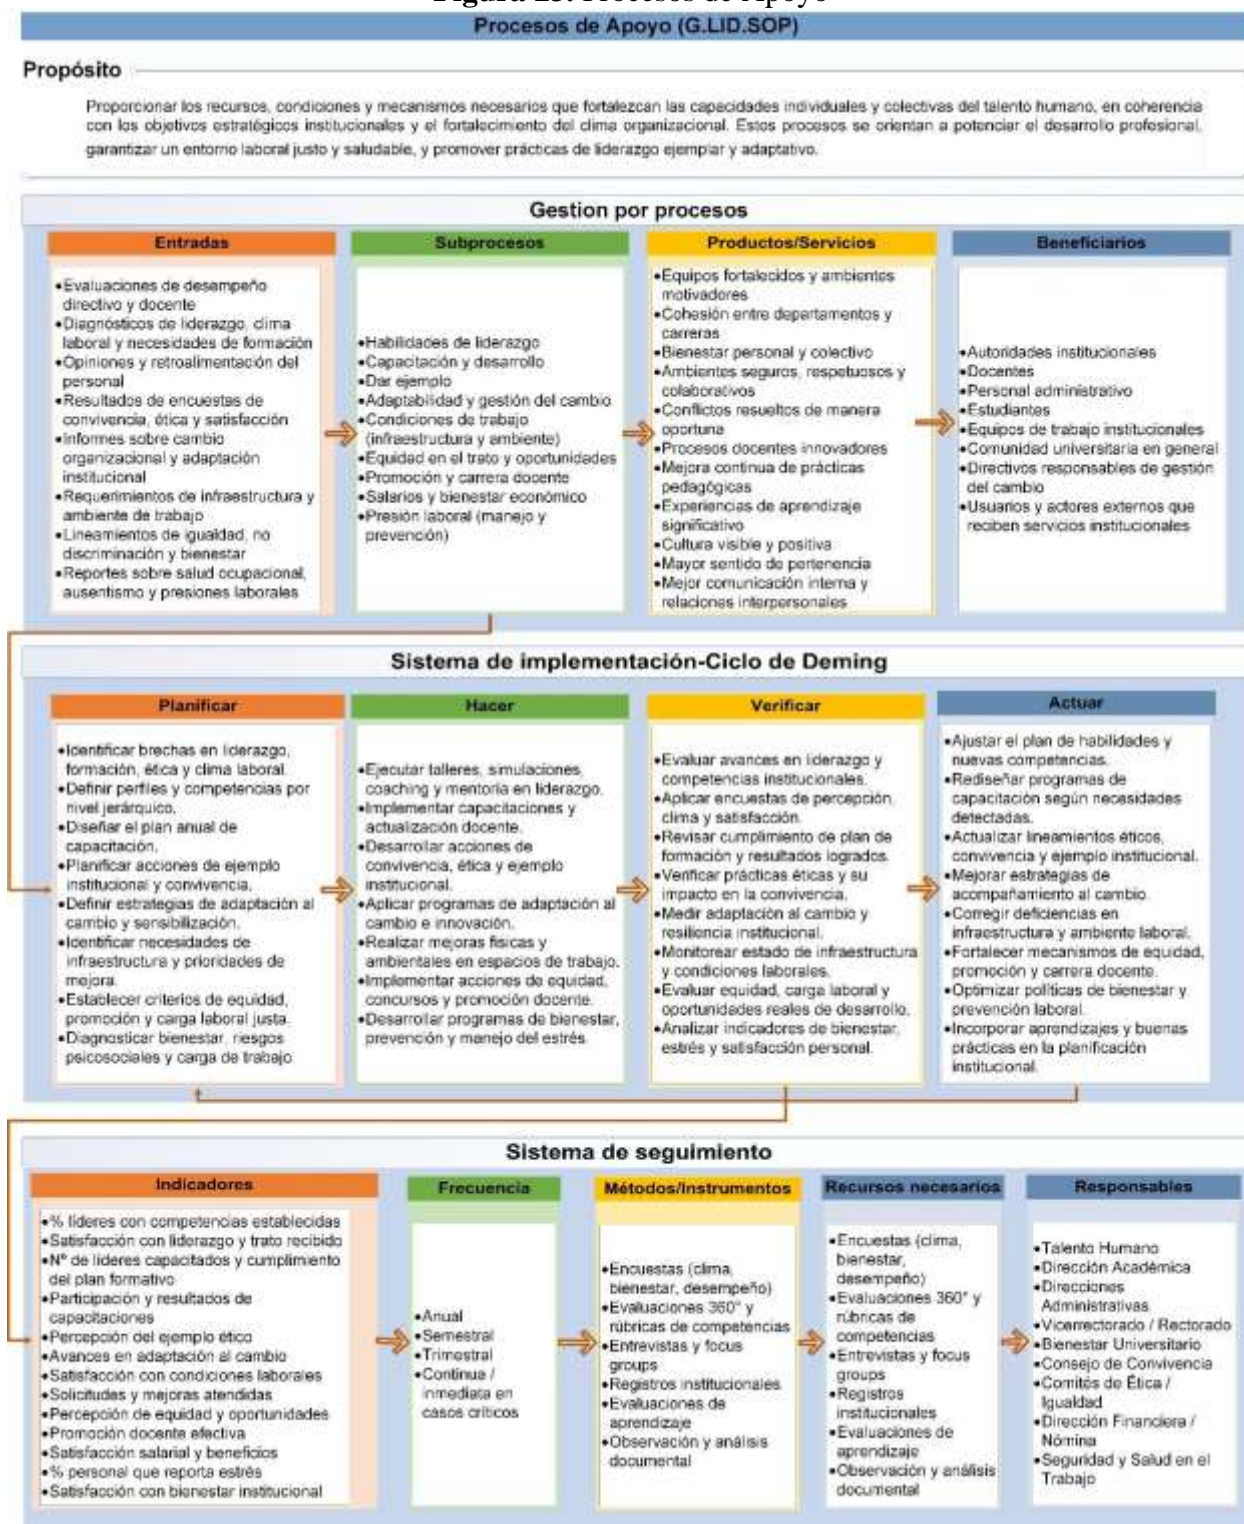 Procesos de Apoyo
Procesos de Apoyo (G.LID.SOP)
Propósito
Proporcionar los recursos, condiciones y mecanismos necesarios que fortalezcan las capacidades individuales y colectivas del talento humano, en coherencia
con los objetivos estratégicos institucionales y el fortalecimiento del clima organizacional. Estos procesos se orientan a potenciar el desarrollo profesional,
garantizar un entorno laboral justo y saludable, y promover prácticas de liderazgo ejemplar y adaptativo.
Gestion por procesos
Entradas
•Evaluaciones de desempeño
directivo y docente
•Diagnósticos de liderazgo, clima
laboral y necesidades de formación
•Opiniones y retroalimentación del
personal
•Resultados de encuestas de
convivencia, ética y satisfacción
•Informes sobre cambio
organizacional y adaptación
institucional
•Requerimientos de infraestructura y
ambiente de trabajo
•Lineamientos de igualdad, no
discriminación y bienestar
•Reportes sobre salud ocupacional,
ausentismo y presiones laborales
Subprocesos
•Habilidades de liderazgo
•Capacitación y desarrollo
•Dar ejemplo
•Adaptabilidad y gestión del cambio
•Condiciones de trabajo
(infraestructura y ambiente)
•Equidad en el trato y oportunidades
•Promoción y carrera docente
•Salarios y bienestar económico
•Presión laboral (manejo y
prevención)
Productos/Servicios
•Equipos fortalecidos y ambientes
motivadores
•Cohesión entre departamentos y
carreras
•Bienestar personal y colectivo
•Ambientes seguros, respetuosos y
colaborativos
•Conflictos resueltos de manera
oportuna
•Procesos docentes innovadores
•Mejora continua de prácticas
pedagógicas
•Experiencias de aprendizaje
significativo
•Cultura visible y positiva
•Mayor sentido de pertenencia
•Mejor comunicación interna y
relaciones interpersonales
Beneficiarios
•Autoridades institucionales
•Docentes
•Personal administrativo
•Estudiantes
•Equipos de trabajo institucionales
•Comunidad universitaria en general
•Directivos responsables de gestión
del cambio
•Usuarios y actores externos que
reciben servicios institucionales
Sistema de implementación-Ciclo de Deming
Planificar
•Identificar brechas en liderazgo,
formación, ética y clima laboral.
•Definir perfiles y competencias por
nivel jerárquico.
•Diseñar el plan anual de
capacitación.
•Planificar acciones de ejemplo
institucional y convivencia.
•Definir estrategias de adaptación al
cambio y sensibilización.
•Identificar necesidades de
infraestructura y prioridades de
mejora.
•Establecer criterios de equidad,
promoción y carga laboral justa.
•Diagnosticar bienestar, riesgos
psicosociales y carga de trabajo
Hacer
•Ejecutar talleres, simulaciones,
coaching y mentoría en liderazgo.
•Implementar capacitaciones y
actualización docente.
•Desarrollar acciones de
convivencia, ética y ejemplo
institucional.
•Aplicar programas de adaptación al
cambio e innovación.
•Realizar mejoras físicas y
ambientales en espacios de trabajo.
•Implementar acciones de equidad,
concursos y promoción docente.
•Desarrollar programas de bienestar,
prevención y manejo del estrés.
Verificar
•Evaluar avances en liderazgo y
competencias institucionales.
•Aplicar encuestas de percepción,
clima y satisfacción.
•Revisar cumplimiento de plan de
formación y resultados logrados.
•Verificar prácticas éticas y su
impacto en la convivencia.
•Medir adaptación al cambio y
resiliencia institucional.
•Monitorear estado de infraestructura
y condiciones laborales.
•Evaluar equidad, carga laboral y
oportunidades reales de desarrollo.
•Analizar indicadores de bienestar,
estrés y satisfacción personal.
Actuar
•Ajustar el plan de habilidades y
nuevas competencias.
•Rediseñar programas de
capacitación según necesidades
detectadas.
•Actualizar lineamientos éticos,
convivencia y ejemplo institucional.
•Mejorar estrategias de
acompañamiento al cambio.
•Corregir deficiencias en
infraestructura y ambiente laboral.
•Fortalecer mecanismos de equidad,
promoción y carrera docente.
•Optimizar políticas de bienestar y
prevención laboral.
•Incorporar aprendizajes y buenas
prácticas en la planificación
institucional.
Sistema de seguimiento
Indicadores
•% líderes con competencias establecidas
•Satisfacción con liderazgo y trato recibido
•N° de líderes capacitados y cumplimiento
del plan formativo
•Participación y resultados de
capacitaciones
•Percepción del ejemplo ético
•Avances en adaptación al cambio
•Satisfacción con condiciones laborales
•Solicitudes y mejoras atendidas
•Percepción de equidad y oportunidades
•Promoción docente efectiva
•Satisfacción salarial y beneficios
•% personal que reporta estrés
•Satisfacción con bienestar institucional
Frecuencia
•Anual
•Semestral
•Trimestral
•Continua /
inmediata en
casos críticos
Métodos/Instrumentos
•Encuestas (clima,
bienestar, desempeño)
•Evaluaciones 360° y
rúbricas de competencias
•Entrevistas y focus
groups
•Registros institucionales
•Evaluaciones de
aprendizaje
•Observación y análisis
documental
Recursos necesarios
•Encuestas (clima,
bienestar,
desempeño)
•Evaluaciones 360° y
rúbricas de
competencias
•Entrevistas y focus
groups
•Registros
institucionales
•Evaluaciones de
aprendizaje
•Observación y análisis
documental
Responsables
•Talento Humano
•Dirección Académica
•Direcciones
Administrativas
•Vicerrectorado / Rectorado
•Bienestar Universitario
•Consejo de Convivencia
•Comités de Ética /
Igualdad
•Dirección Financiera /
Nómina
•Seguridad y Salud en el
Trabajo